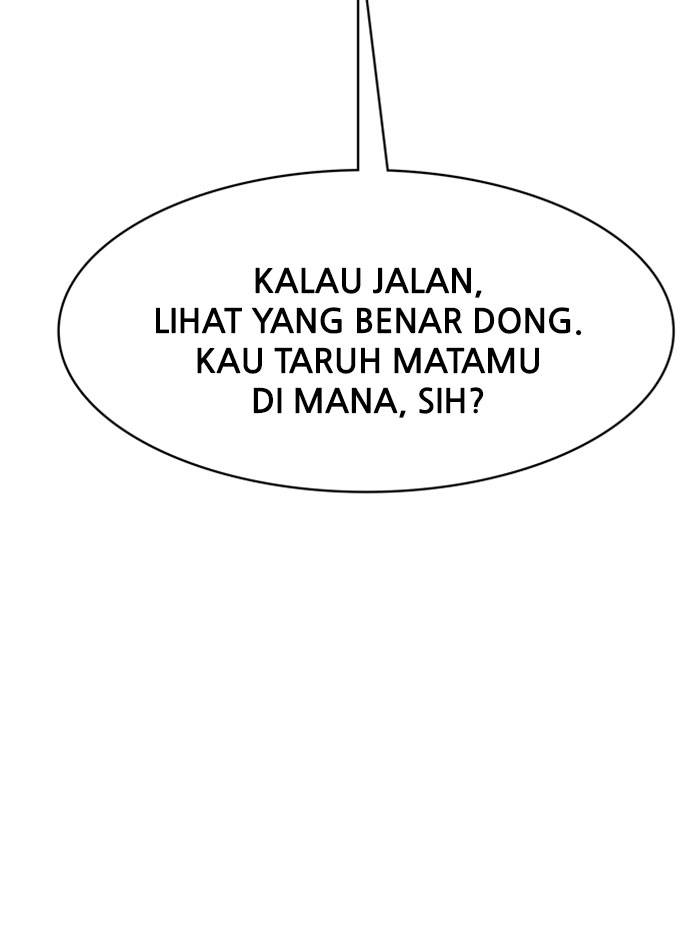 KALAU JALAN,
LIHAT YANG BENAR DONG.
KAU TARUH MATAMU
DI MANA, SIH?